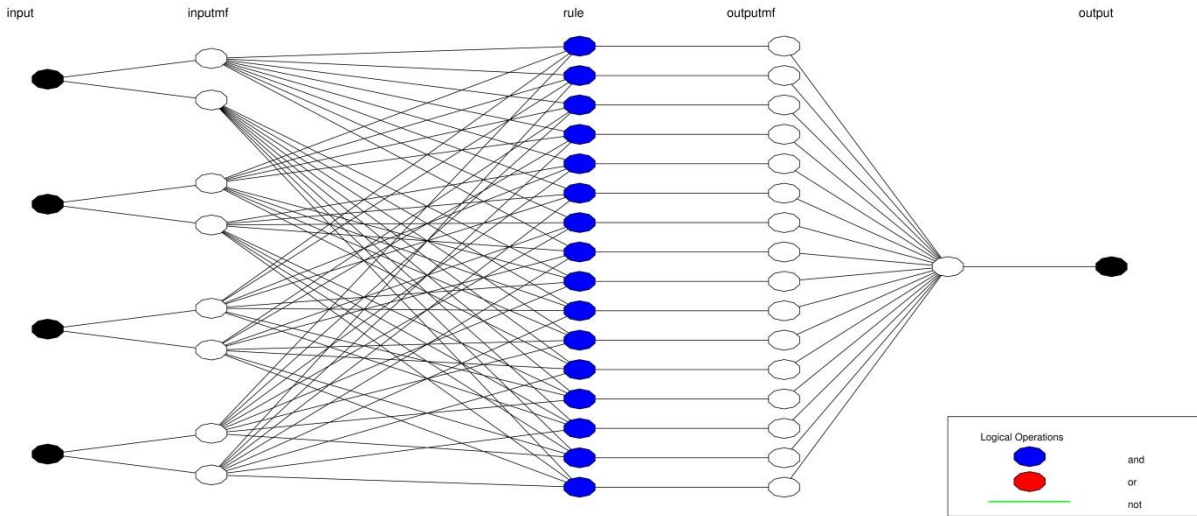 input
inputmf
rule
outputmf
output
Logical Operations
and
or
not